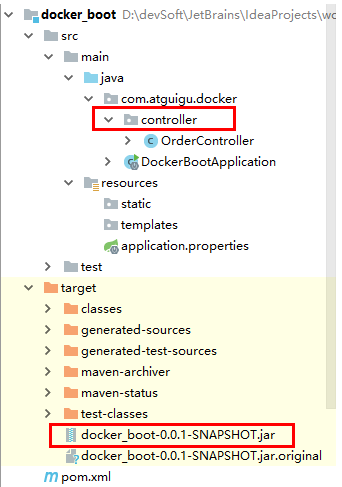 docker_boot D:\devSoft\JetBrains\IdeaProjects\wo
src
main
java
com.atguigu.docker
controller
OrderController
DockerBootApplication
resources
static
templates
application.properties
test
target
classes
generated-sources
generated-test-sources
maven-archiver
maven-status
test-classes
docker_boot-0.0.1-SNAPSHOT.jar
docker_boot-0.0.1-SNAPSHOT.jar.original
pom.xml